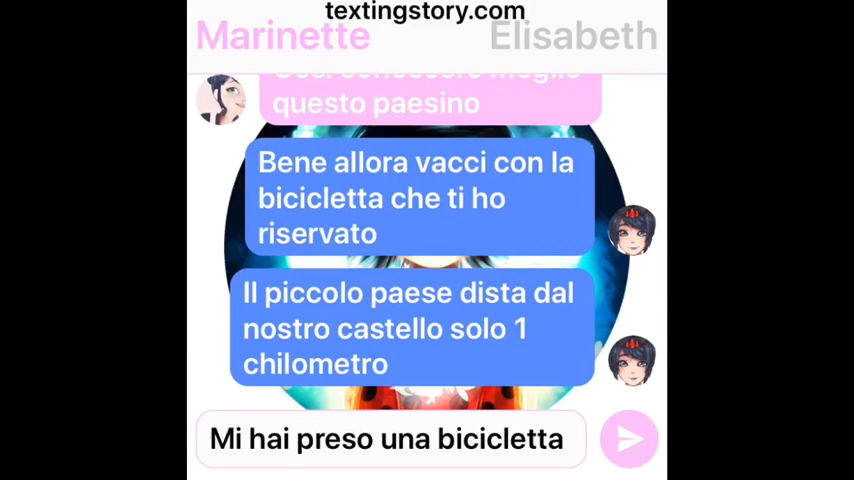 textingstory.com
Marinette Elisabeth
questo paesino
Bene allora vacci con la
bicicletta che ti ho
riservato
Il piccolo paese dista dal
nostro castello solo 1
chilometro
Mi hai preso una bicicletta